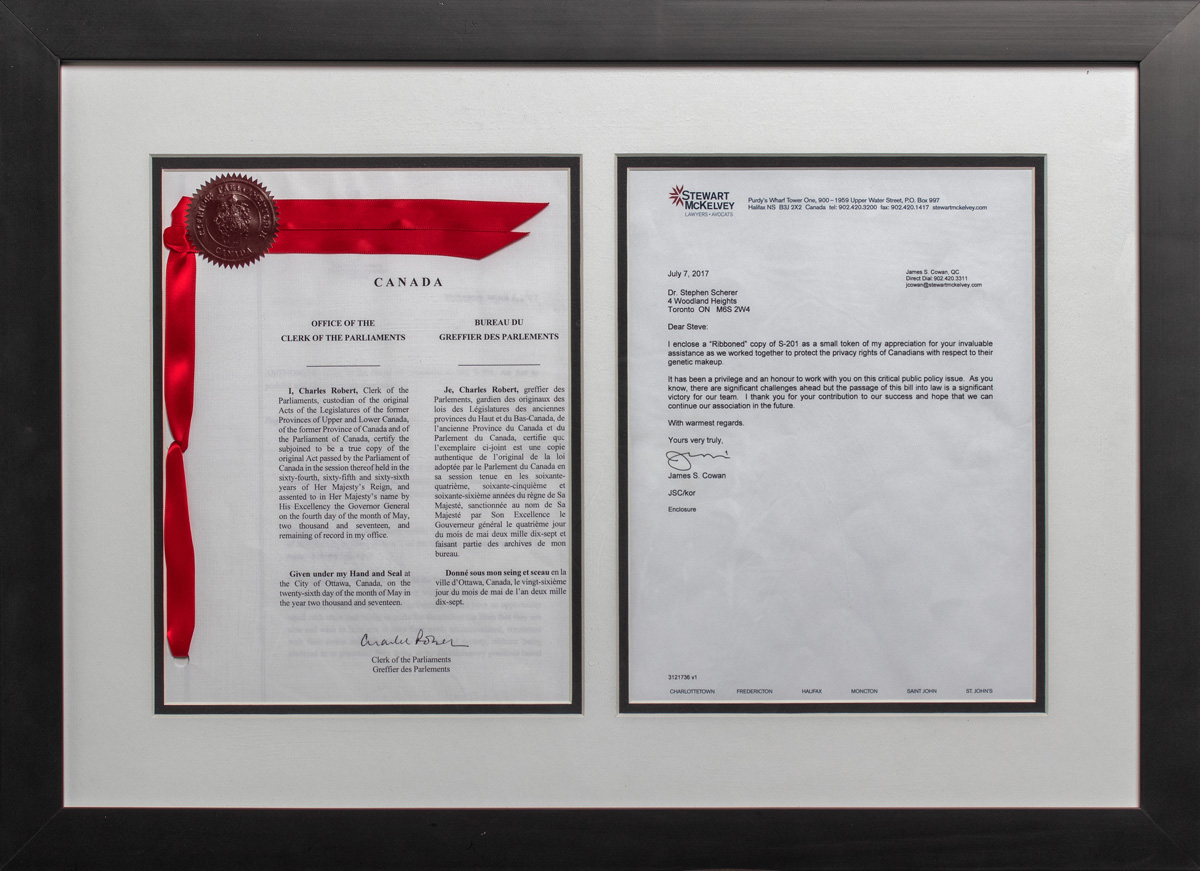 CANADA
OFFICE OF THE
CLERK OF THE PARLIAMENTS
I, Charles Robert, Clerk of the
Parliaments, custodian of the original
Acts of the Legislatures of the former
Provinces of Upper and Lower Canada,
of the former Province of Canada and of
the Parliament of Canada, certify the
subjoined to be a true copy of the
original Act passed by the Parliament of
Canada in the session thereof held in the
sixty-fourth, sixty-fifth and sixty-sixth
years of Her Majesty's Reign, and
assented to in Her Majesty's name by
His Excellency the Governor General
on the fourth day of the month of May,
two thousand and seventeen, and
remaining of record in my office.
Given under my Hand and Seal at
the City of Ottawa, Canada, on the
twenty-sixth day of the month of May in
the year two thousand and seventeen.
BUREAU DU
GREFFIER DES PARLEMENTS
Je, Charles Robert, greffier des
Parlements, gardien des originaux des
lois des Législatures des anciennes
provinces du Haut et du Bas-Canada, de
l'ancienne Province du Canada et du
Parlement du Canada, certifie que
l'exemplaire ci-joint est une copie
authentique de l'original de la loi
adoptée par le Parlement du Canada en
sa session tenue en les soixante-
quatrième, soixante-cinquième et
soixante-sixième années du règne de Sa
Majesté, sanctionnée au nom de Sa
Majesté par Son Excellence le
Gouverneur général le quatrième jour
du mois de mai deux mille dix-sept et
faisant partie des archives de mon
bureau.
Donné sous mon seing et sceau en la
ville d'Ottawa, Canada, le vingt-sixième
jour du mois de mai de l'an deux mille
dix-sept.
Charles Robert
Clerk of the Parliaments
Greffier des Parlements
STEWART
MCKELVEY
LAWYERS • AVOCATS
Purdy's Wharf Tower One, 900 – 1959 Upper Water Street, P.O. Box 997
Halifax NS B3J 2X2 Canada tel: 902.420.3200 fax: 902.420.1417 stewartmckelvey.com
James S. Cowan, QC
Direct Dial: 902.420.3311
jcowan@stewartmckelvey.com
July 7, 2017
Dr. Stephen Scherer
4 Woodland Heights
Toronto ON M6S 2W4
Dear Steve:
I enclose a "Ribboned" copy of S-201 as a small token of my appreciation for your invaluable
assistance as we worked together to protect the privacy rights of Canadians with respect to their
genetic makeup.
It has been a privilege and an honour to work with you on this critical public policy issue. As you
know, there are significant challenges ahead but the passage of this bill into law is a significant
victory for our team. I thank you for your contribution to our success and hope that we can
continue our association in the future.
With warmest regards.
Yours very truly,
James S. Cowan
JSC/kor
Enclosure
3121736 v1
CHARLOTTETOWN FREDERICTON HALIFAX MONCTON SAINT JOHN ST. JOHN'S